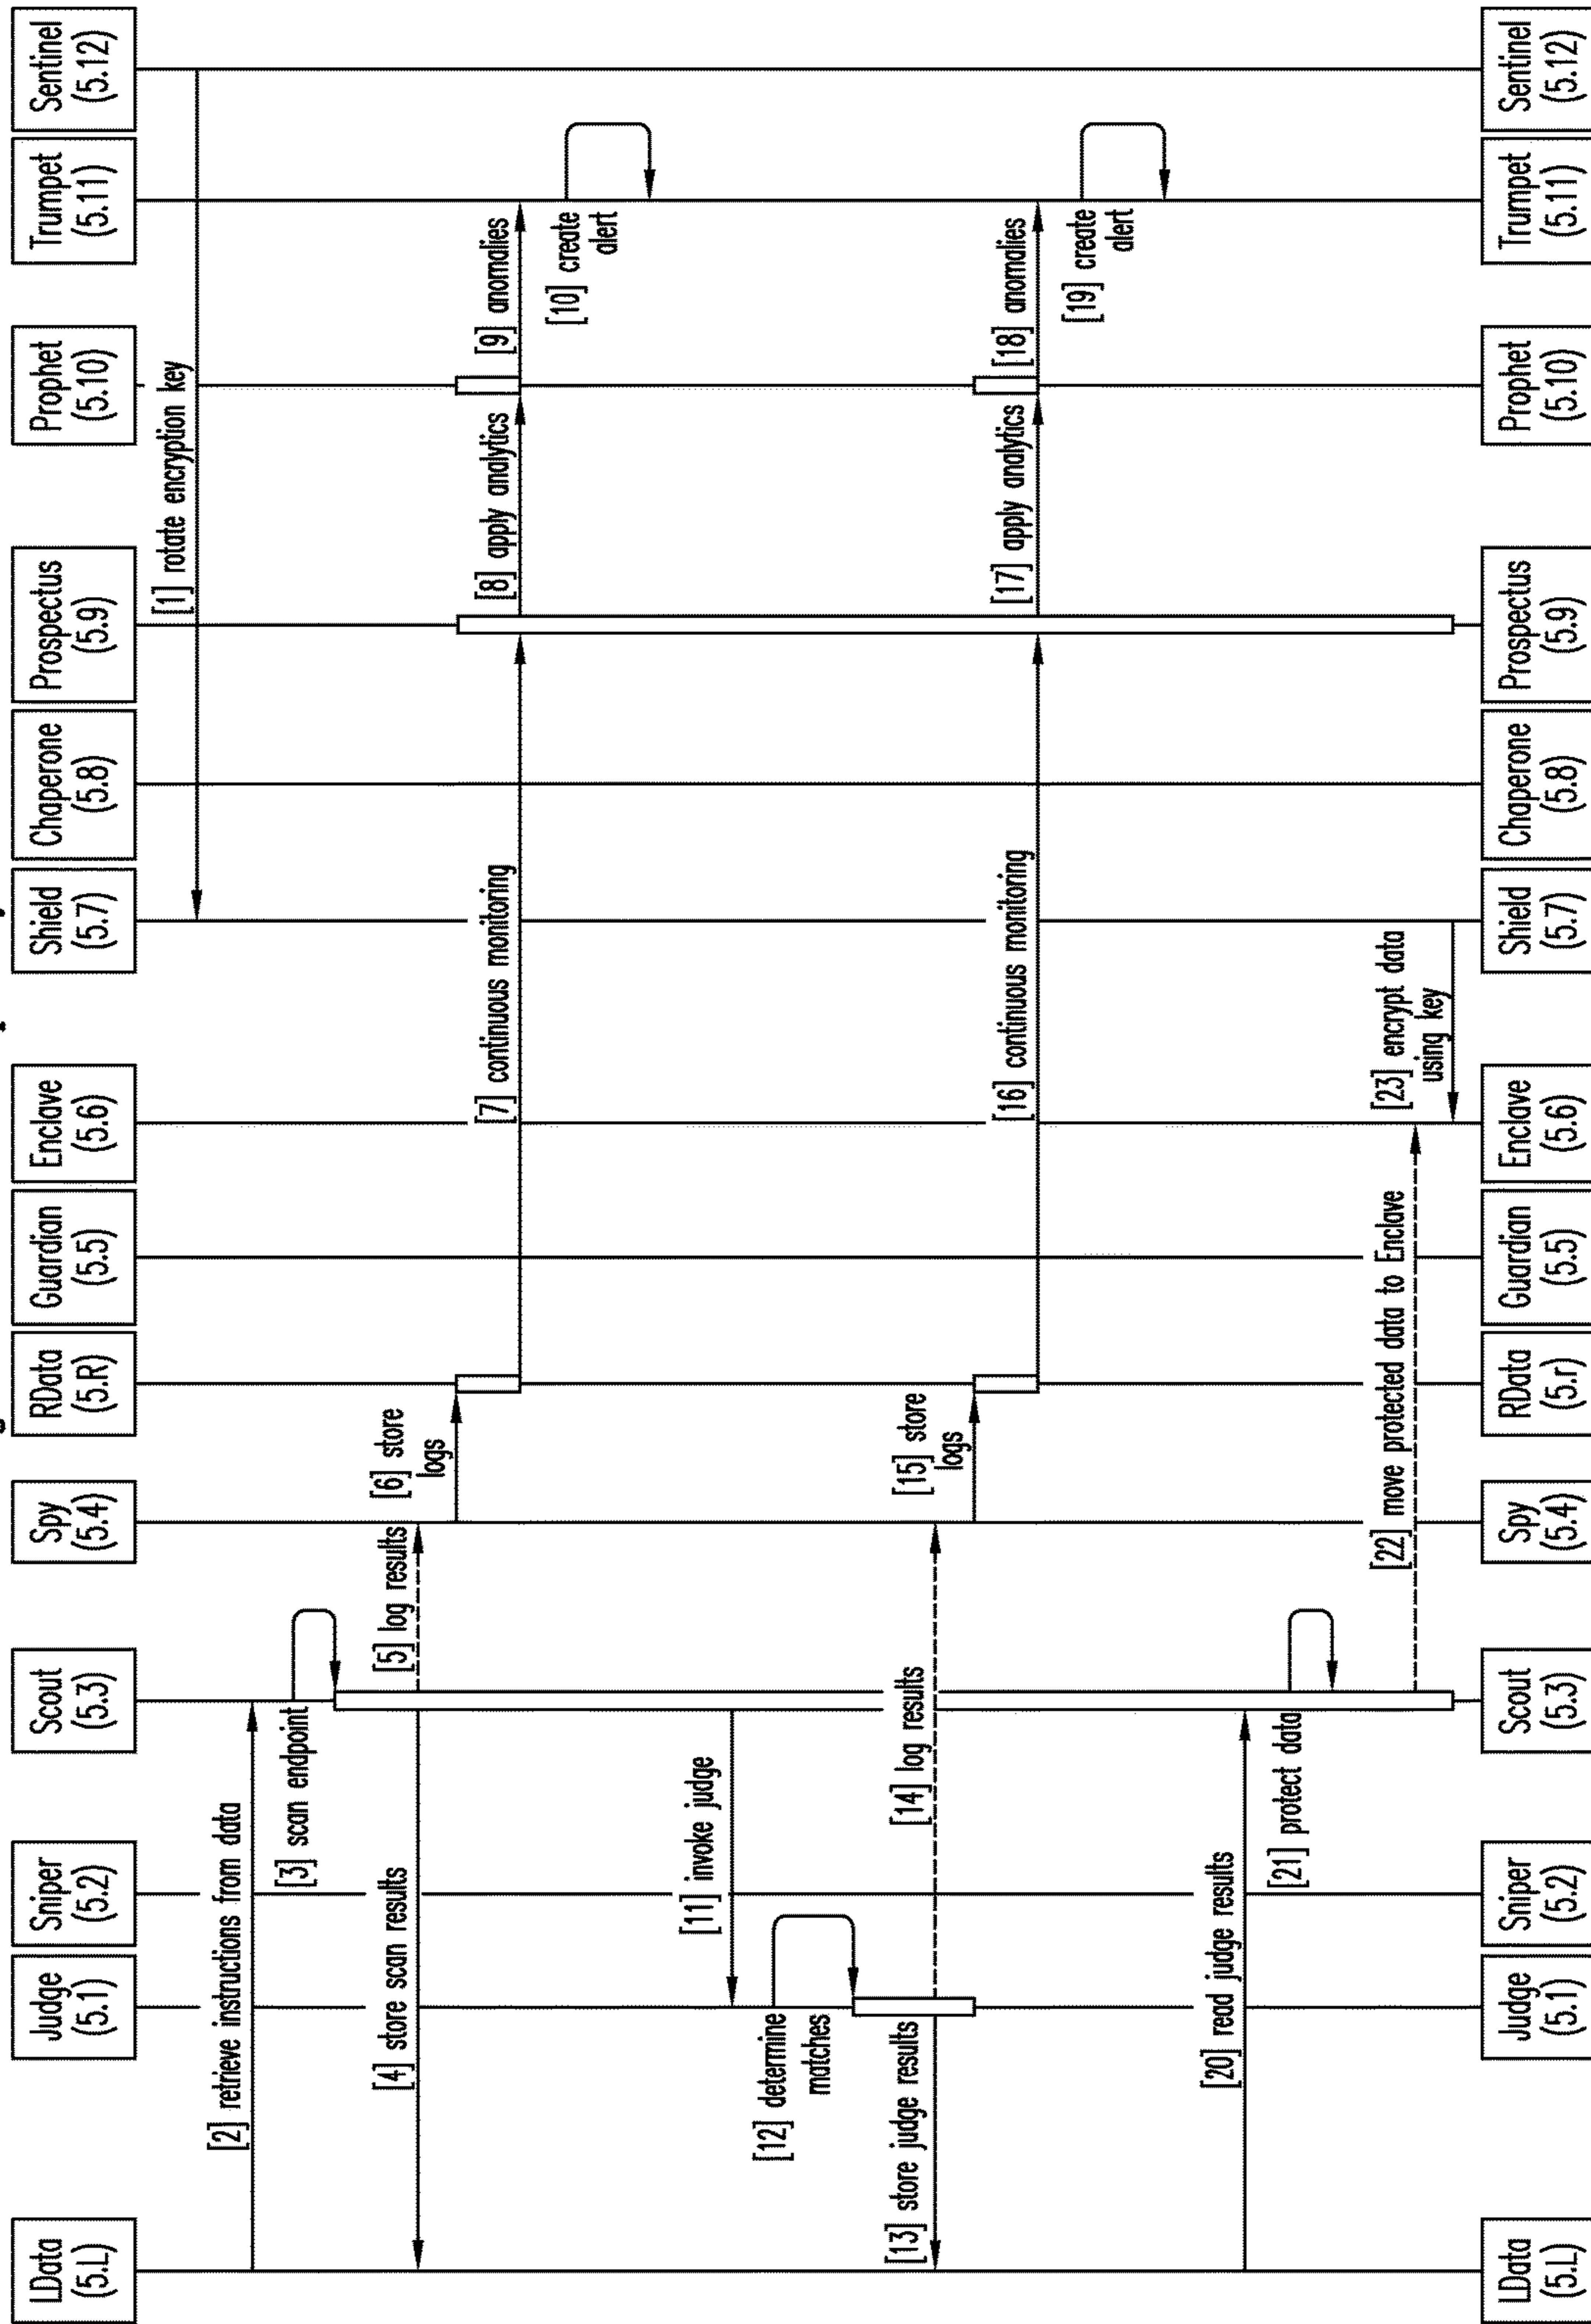 LData
(5.L)
Judge
(5.1)
Sniper
(5.2)
Scout
(5.3)
Spy
(5.4)
RData
(5.R)
Guardian
(5.5)
Enclave
(5.6)
Shield
(5.7)
Chaperone
(5.8)
Prospectus
(5.9)
Prophet
(5.10)
Trumpet
(5.11)
Sentinel
(5.12)
[1] rotate encryption key
[2] retrieve instructions from data
[3] scan endpoint
[4] store scan results
[5] log results
[6] store
logs
[7] continuous monitoring
[8] apply analytics
[9] anomalies
[10] create
alert
[11] invoke judge
[12] determine
matches
[13] store judge results
[14] log results
[15] store
logs
[16] continuous monitoring
[17] apply analytics
[18] anomalies
[19] create
alert
[20] read judge results
[21] protect data
[22] move protected data to Enclave
[23] encrypt data
using key
LData
(5.L)
Judge
(5.1)
Sniper
(5.2)
Scout
(5.3)
Spy
(5.4)
RData
(5.r)
Guardian
(5.5)
Enclave
(5.6)
Shield
(5.7)
Chaperone
(5.8)
Prospectus
(5.9)
Prophet
(5.10)
Trumpet
(5.11)
Sentinel
(5.12)